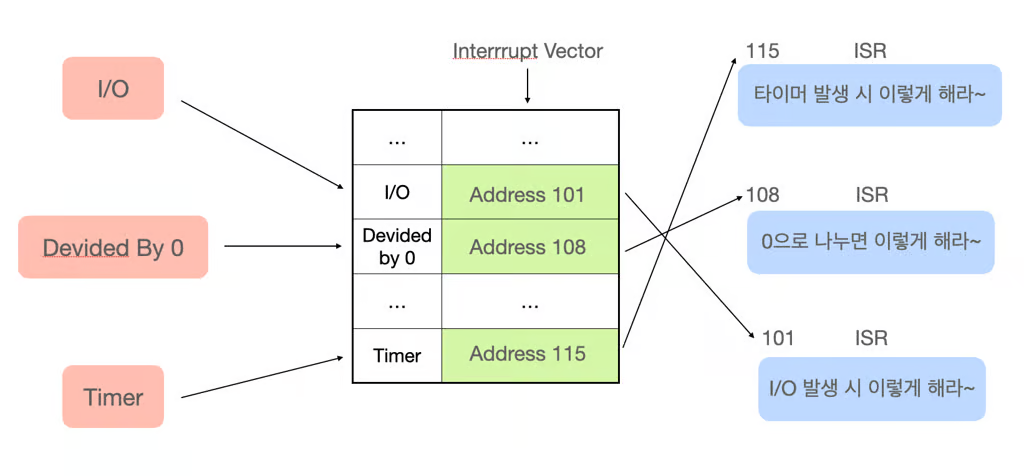 I/O
Devided By 0
Timer
Interrrupt Vector
... ...
I/O Address 101
Devided
by 0 Address 108
... ...
Timer Address 115
115 ISR
타이머 발생 시 이렇게 해라~
108 ISR
0으로 나누면 이렇게 해라~
101 ISR
I/O 발생 시 이렇게 해라~